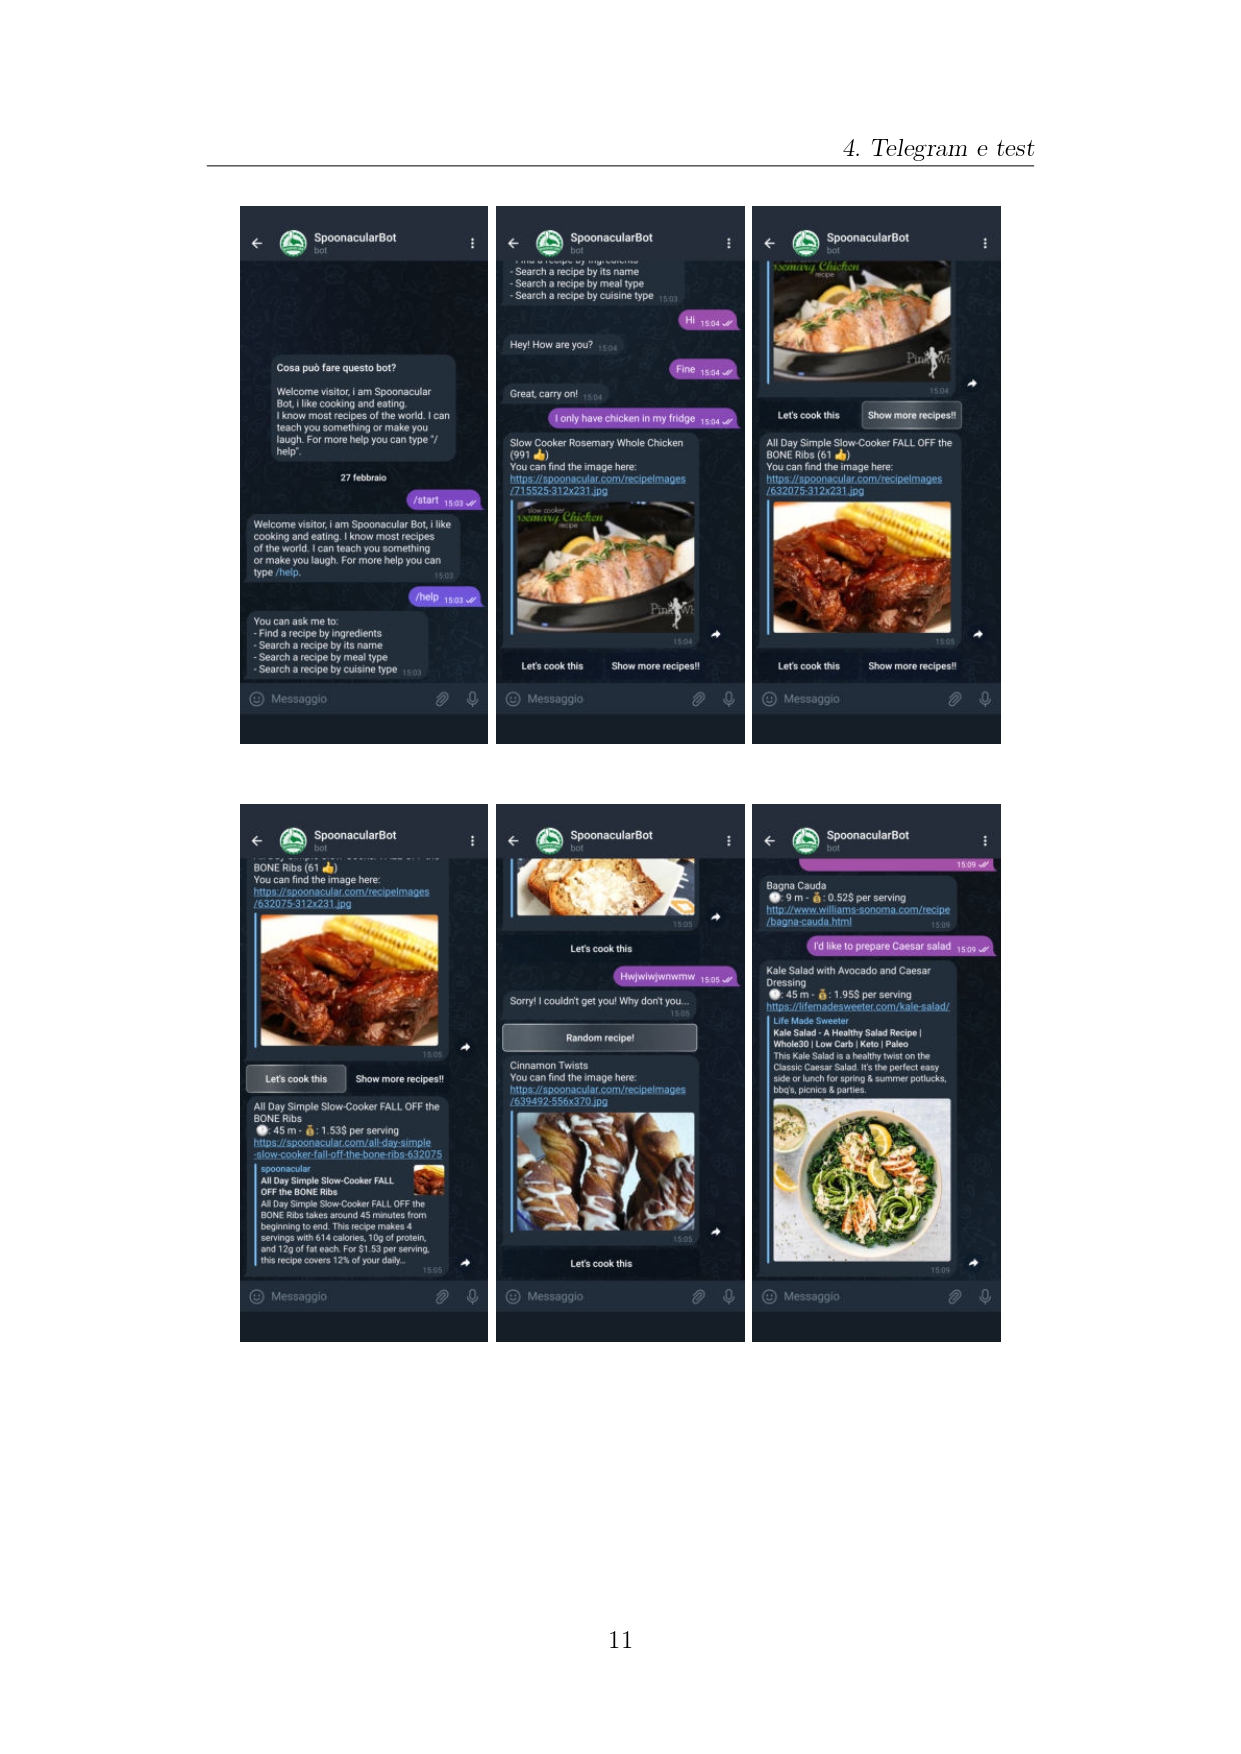 4. Telegram e test
SpoonacularBot
bot
Cosa può fare questo bot?
Welcome visitor, i am Spoonacular
Bot, i like cooking and eating.
I know most recipes of the world. I can
teach you something or make you
laugh. For more help you can type "/
help".
27 febbraio
/start 15:03
Welcome visitor, i am Spoonacular Bot, i like
cooking and eating. I know most recipes
of the world. I can teach you something
or make you laugh. For more help you can
type /help.
15:03
/help 15:03
You can ask me to:
- Find a recipe by ingredients
- Search a recipe by its name
- Search a recipe by meal type
- Search a recipe by cuisine type 15:03
Messaggio
SpoonacularBot
bot
- Find a recipe by ingredients
- Search a recipe by its name
- Search a recipe by meal type
- Search a recipe by cuisine type 15:03
Hi 15:04
Hey! How are you? 15:04
Fine 15:04
Great, carry on! 15:04
I only have chicken in my fridge 15:04
Slow Cooker Rosemary Whole Chicken
(991 👍)
You can find the image here:
https://spoonacular.com/recipeImages
/715525-312x231.jpg
slow cooker
rosemary Chicken
recipe
15:04
Let's cook this Show more recipes!!
Messaggio
SpoonacularBot
bot
rosemary Chicken
recipe
15:04
Let's cook this Show more recipes!!
All Day Simple Slow-Cooker FALL OFF the
BONE Ribs (61 👍)
You can find the image here:
https://spoonacular.com/recipeImages
/632075-312x231.jpg
15:05
Let's cook this Show more recipes!!
Messaggio
SpoonacularBot
bot
All Day Simple Slow-Cooker FALL OFF the
BONE Ribs (61 👍)
You can find the image here:
https://spoonacular.com/recipeImages
/632075-312x231.jpg
15:05
Let's cook this Show more recipes!!
All Day Simple Slow-Cooker FALL OFF the
BONE Ribs
🕐: 45 m - 💰: 1.53$ per serving
https://spoonacular.com/all-day-simple
-slow-cooker-fall-off-the-bone-ribs-632075
spoonacular
All Day Simple Slow-Cooker FALL
OFF the BONE Ribs
All Day Simple Slow-Cooker FALL OFF the
BONE Ribs takes around 45 minutes from
beginning to end. This recipe makes 4
servings with 614 calories, 10g of protein,
and 12g of fat each. For $1.53 per serving,
this recipe covers 12% of your daily...
15:05
Messaggio
SpoonacularBot
bot
15:05
Let's cook this
Hwjwiwjwnwmw 15:05
Sorry! I couldn't get you! Why don't you...
15:05
Random recipe!
Cinnamon Twists
You can find the image here:
https://spoonacular.com/recipeImages
/639492-556x370.jpg
15:05
Let's cook this
Messaggio
SpoonacularBot
bot
15:09
Bagna Cauda
🕐: 9 m - 💰: 0.52$ per serving
http://www.williams-sonoma.com/recipe
/bagna-cauda.html 15:09
I'd like to prepare Caesar salad 15:09
Kale Salad with Avocado and Caesar
Dressing
🕐: 45 m - 💰: 1.95$ per serving
https://lifemadesweeter.com/kale-salad/
Life Made Sweeter
Kale Salad - A Healthy Salad Recipe |
Whole30 | Low Carb | Keto | Paleo
This Kale Salad is a healthy twist on the
Classic Caesar Salad. It's the perfect easy
side or lunch for spring & summer potlucks,
bbq's, picnics & parties.
15:09
Messaggio
11